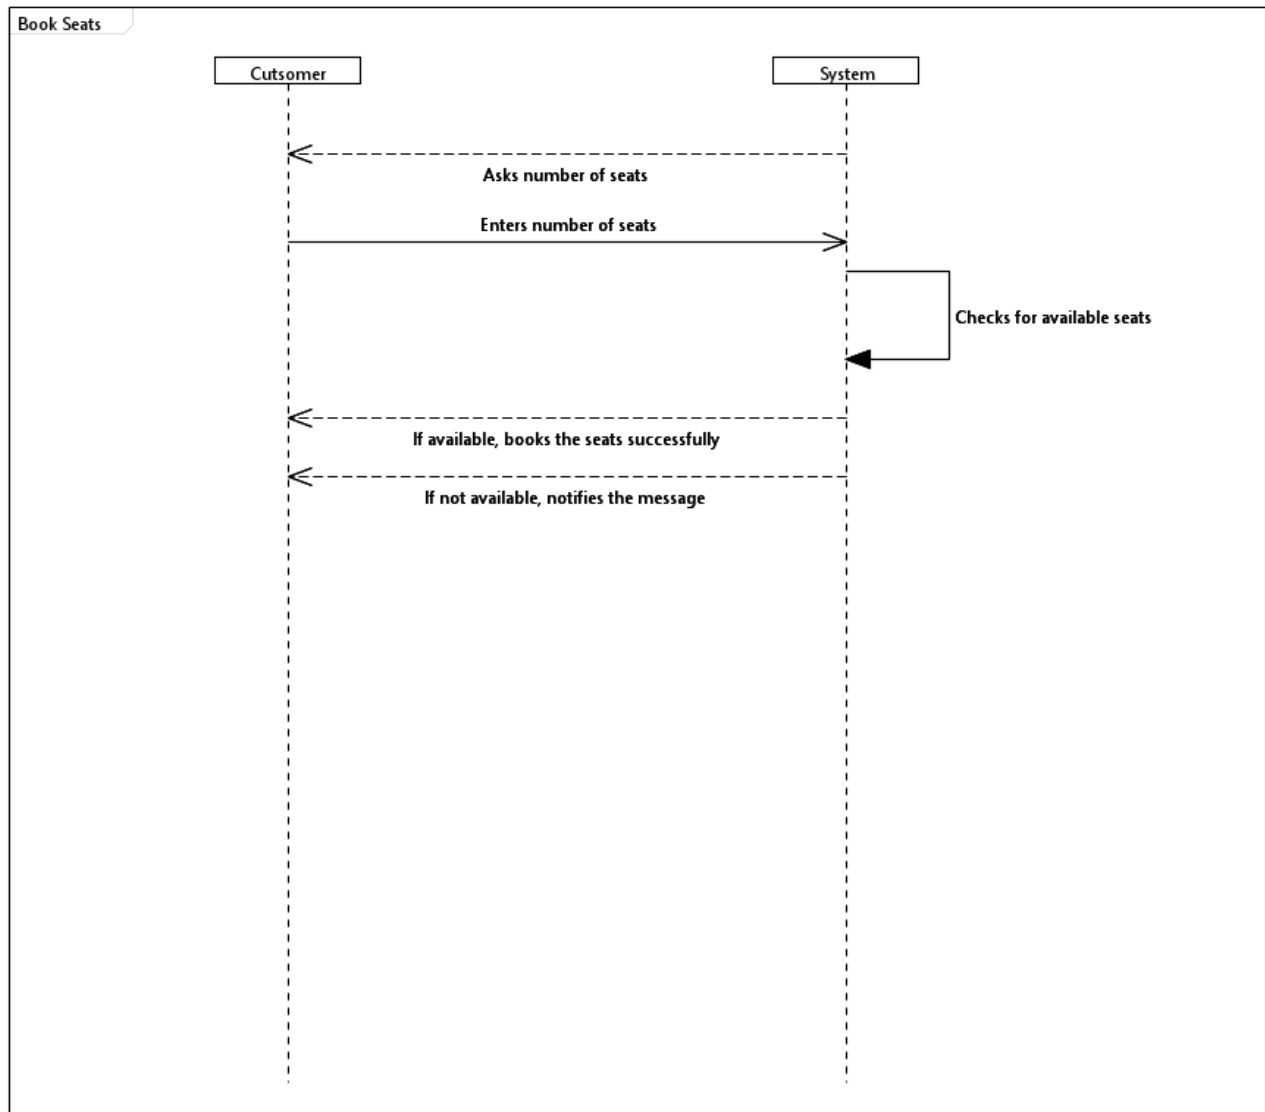 Book Seats
Cutsomer
System
Asks number of seats
Enters number of seats
Checks for available seats
If available, books the seats successfully
If not available, notifies the message